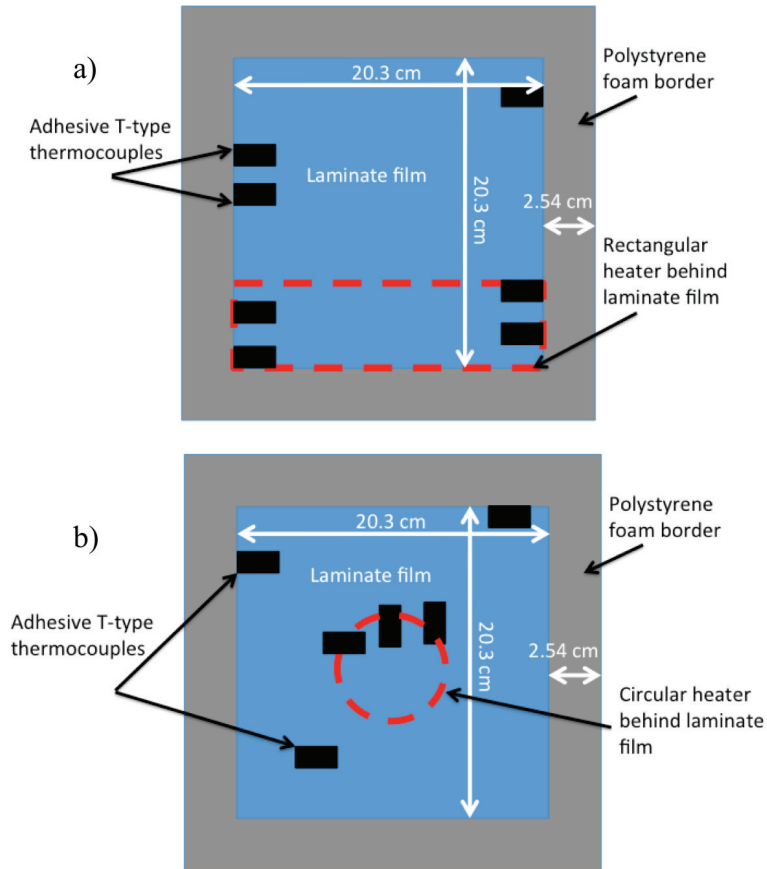 a)
20.3 cm
Polystyrene
foam border
Adhesive T-type
thermocouples
Laminate film
20.3 cm
2.54 cm
Rectangular
heater behind
laminate film
b)
20.3 cm
Polystyrene
foam border
Laminate film
Adhesive T-type
thermocouples
20.3 cm
2.54 cm
Circular heater
behind laminate
film